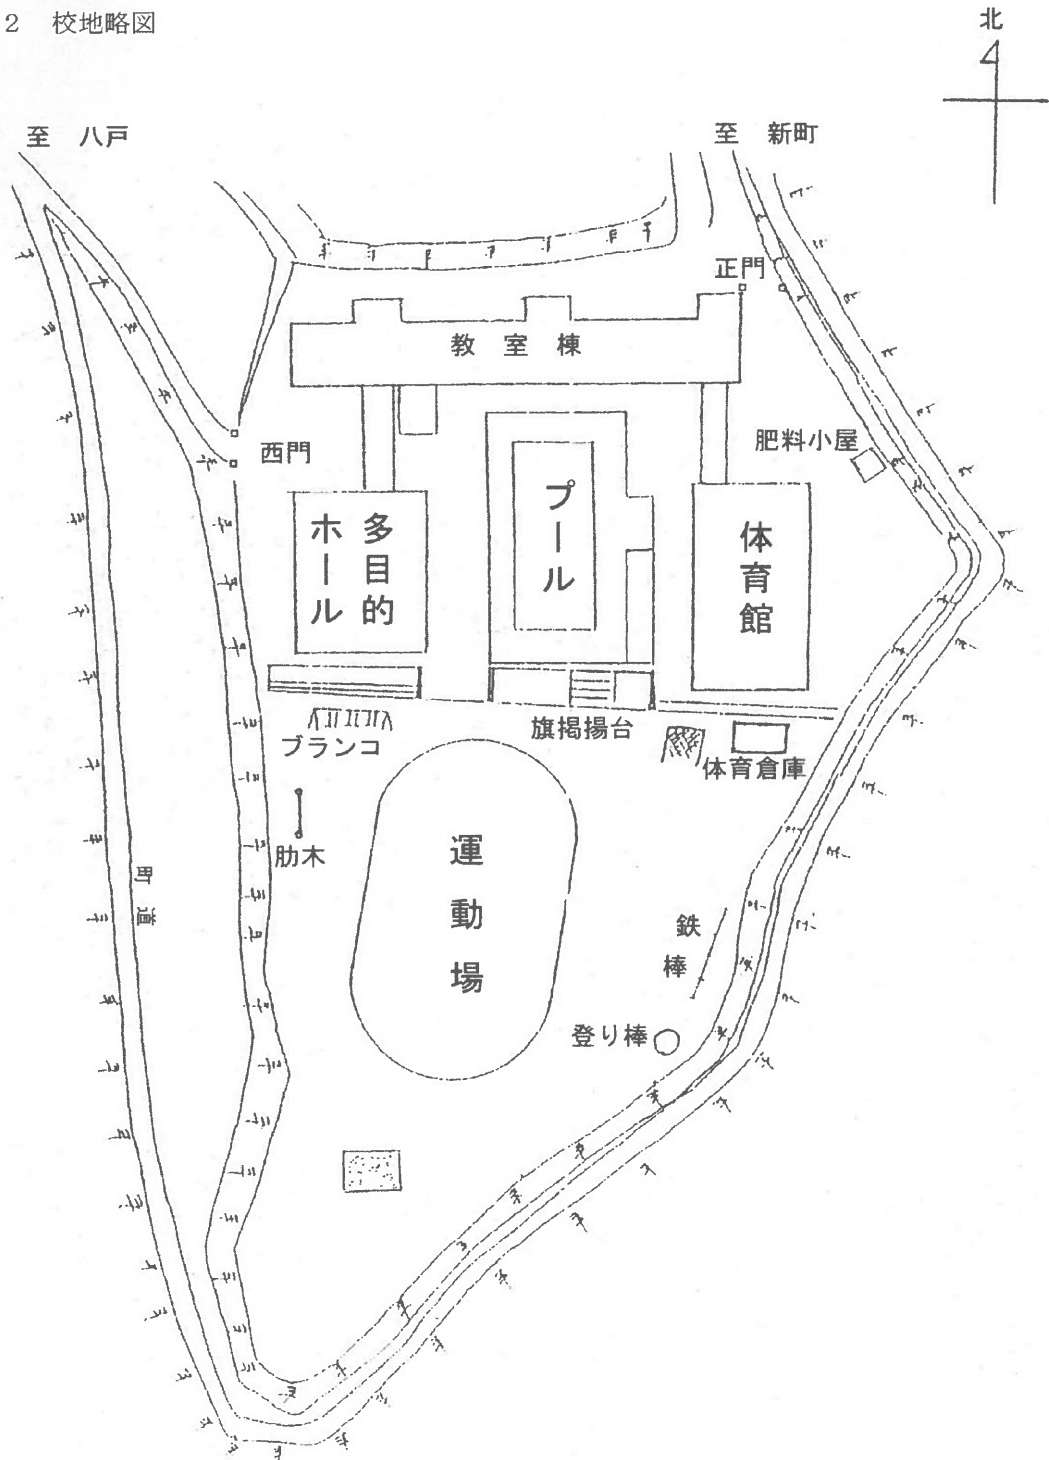 2 校地略図
北
至 八戸
至 新町
正門
教室棟
西門
肥料小屋
多目的
ホール
プール
体育館
旗掲揚台
ブランコ
体育倉庫
肋木
運動場
町道
鉄棒
登り棒